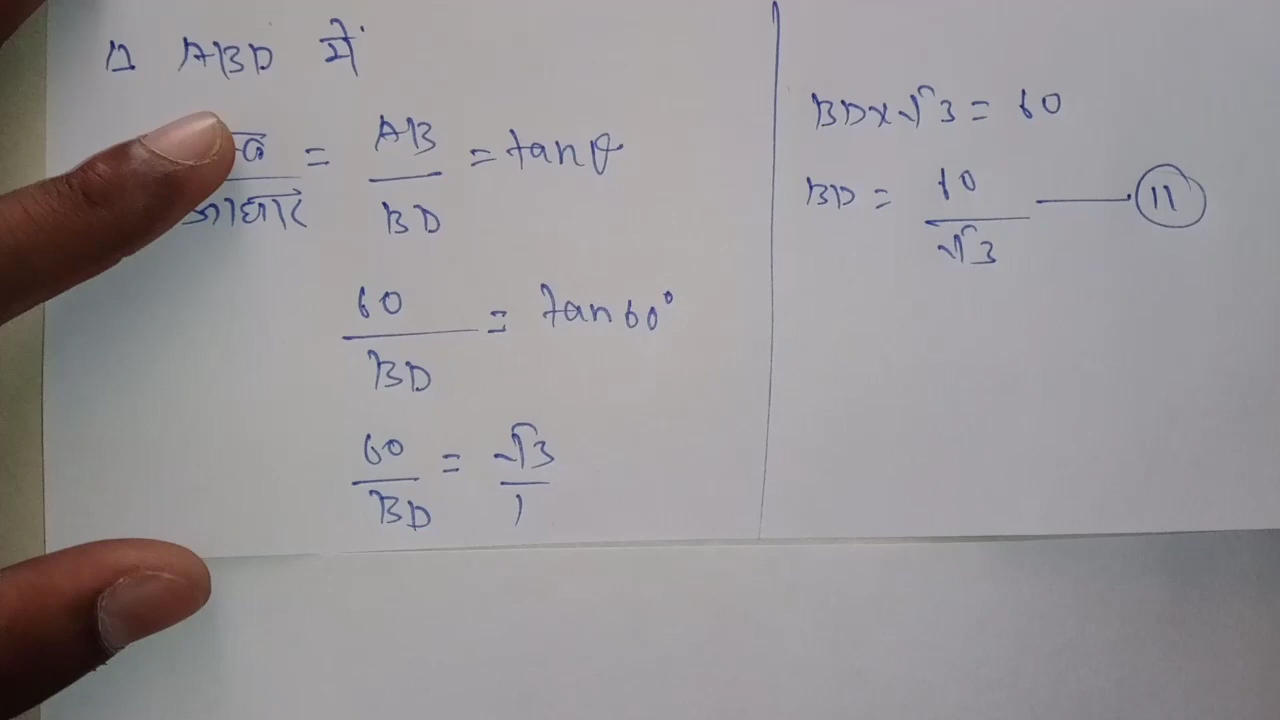 △ ABD में
आधार = AB/BD = tanθ
60/BD = tan60°
60/BD = √3/1
BD×√3 = 60
BD = 60/√3 —— (11)